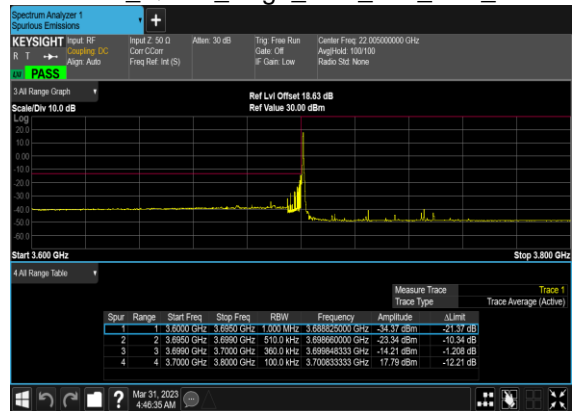 Spectrum Analyzer 1
Spurious Emissions
+
KEYSIGHT Input: RF Input Z: 50 Ω Atten: 30 dB Trig: Free Run Center Freq: 22.005000000 GHz
R T Coupling: DC Corr CCorr Gate: Off Avg|Hold: 100/100
Align: Auto Freq Ref: Int (S) IF Gain: Low Radio Std: None
PASS
3 All Range Graph
Ref Lvl Offset 18.63 dB
Scale/Div 10.0 dB Ref Value 30.00 dBm
Log
20.0
10.0
0.00
-10.0
-20.0
-30.0
-40.0
-50.0
-60.0
Start 3.600 GHz Stop 3.800 GHz
4 All Range Table
Measure Trace Trace 1
Trace Type Trace Average (Active)
Spur Range Start Freq Stop Freq RBW Frequency Amplitude ΔLimit
1 1 3.6000 GHz 3.6950 GHz 1.000 MHz 3.688825000 GHz -34.37 dBm -21.37 dB
2 2 3.6950 GHz 3.6990 GHz 510.0 kHz 3.698660000 GHz -23.34 dBm -10.34 dB
3 3 3.6990 GHz 3.7000 GHz 360.0 kHz 3.699848333 GHz -14.21 dBm -1.208 dB
4 4 3.7000 GHz 3.8000 GHz 100.0 kHz 3.700833333 GHz 17.79 dBm -12.21 dB
? Mar 31, 2023
4:46:35 AM